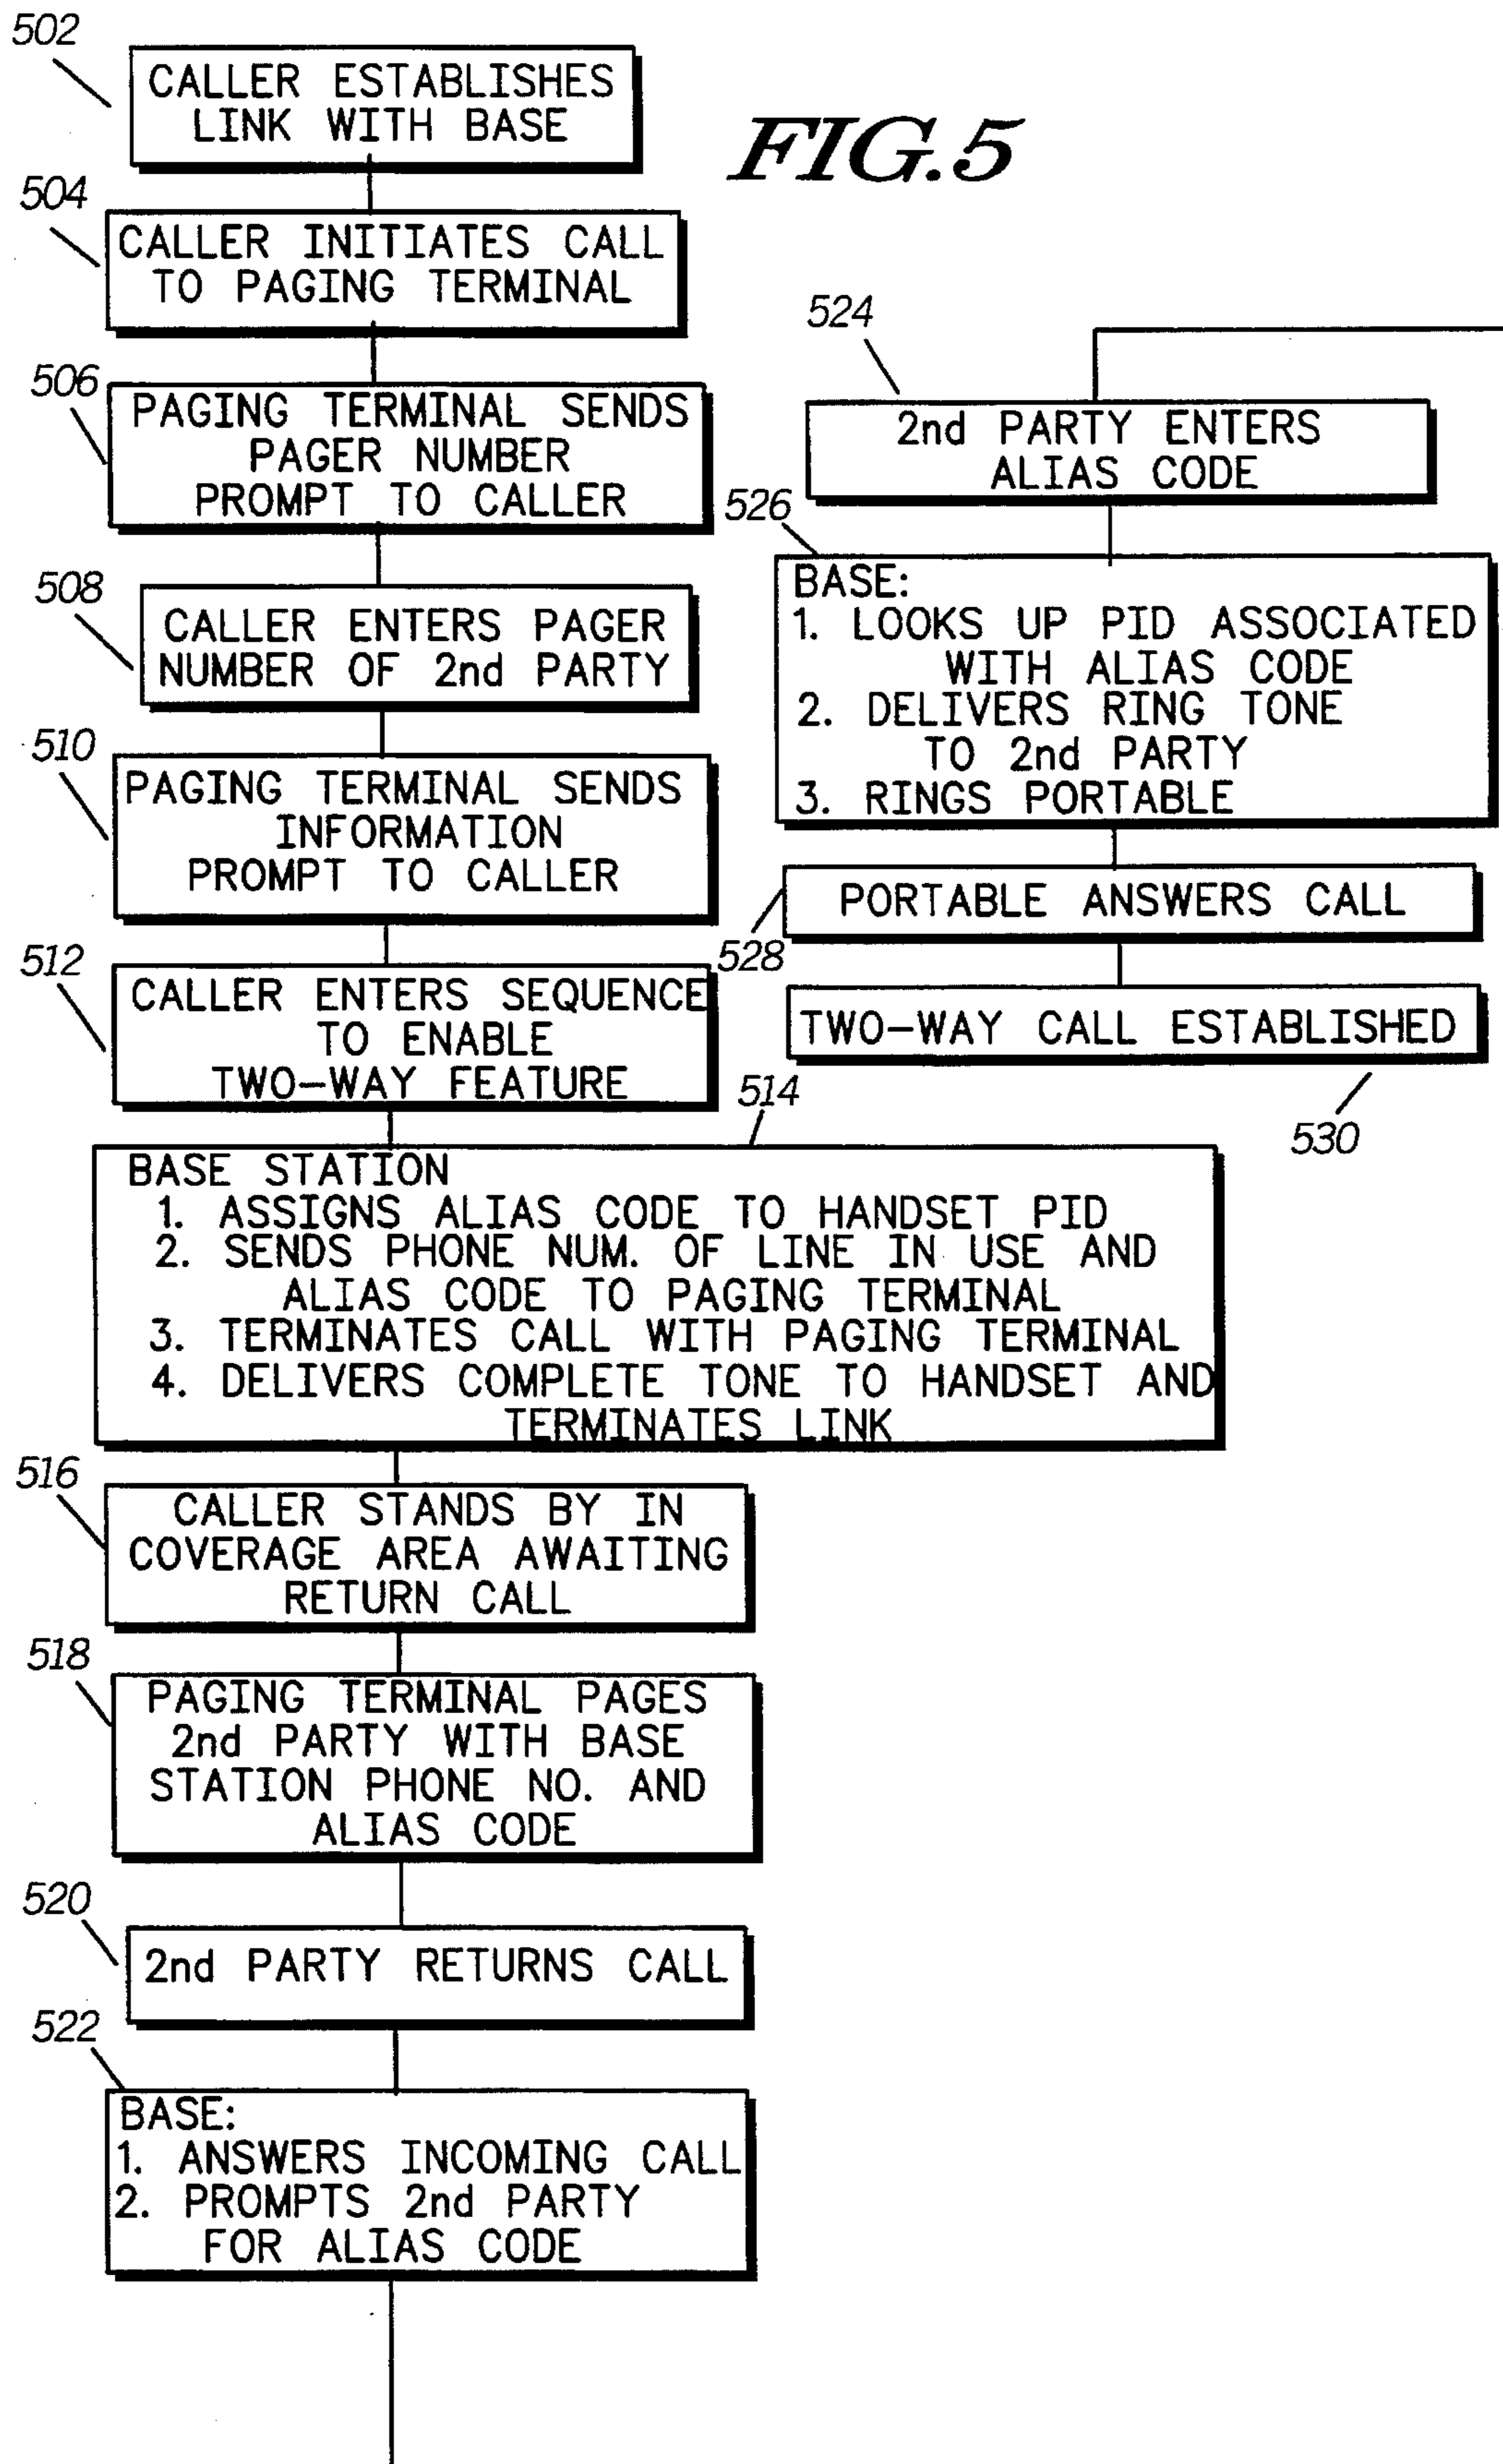 FIG.5
502
CALLER ESTABLISHES
LINK WITH BASE
504
CALLER INITIATES CALL
TO PAGING TERMINAL
506
PAGING TERMINAL SENDS
PAGER NUMBER
PROMPT TO CALLER
508
CALLER ENTERS PAGER
NUMBER OF 2nd PARTY
510
PAGING TERMINAL SENDS
INFORMATION
PROMPT TO CALLER
512
CALLER ENTERS SEQUENCE
TO ENABLE
TWO-WAY FEATURE
514
BASE STATION
1. ASSIGNS ALIAS CODE TO HANDSET PID
2. SENDS PHONE NUM. OF LINE IN USE AND
ALIAS CODE TO PAGING TERMINAL
3. TERMINATES CALL WITH PAGING TERMINAL
4. DELIVERS COMPLETE TONE TO HANDSET AND
TERMINATES LINK
516
CALLER STANDS BY IN
COVERAGE AREA AWAITING
RETURN CALL
518
PAGING TERMINAL PAGES
2nd PARTY WITH BASE
STATION PHONE NO. AND
ALIAS CODE
520
2nd PARTY RETURNS CALL
522
BASE:
1. ANSWERS INCOMING CALL
2. PROMPTS 2nd PARTY
FOR ALIAS CODE
524
2nd PARTY ENTERS
ALIAS CODE
526
BASE:
1. LOOKS UP PID ASSOCIATED
WITH ALIAS CODE
2. DELIVERS RING TONE
TO 2nd PARTY
3. RINGS PORTABLE
528
PORTABLE ANSWERS CALL
TWO-WAY CALL ESTABLISHED
530